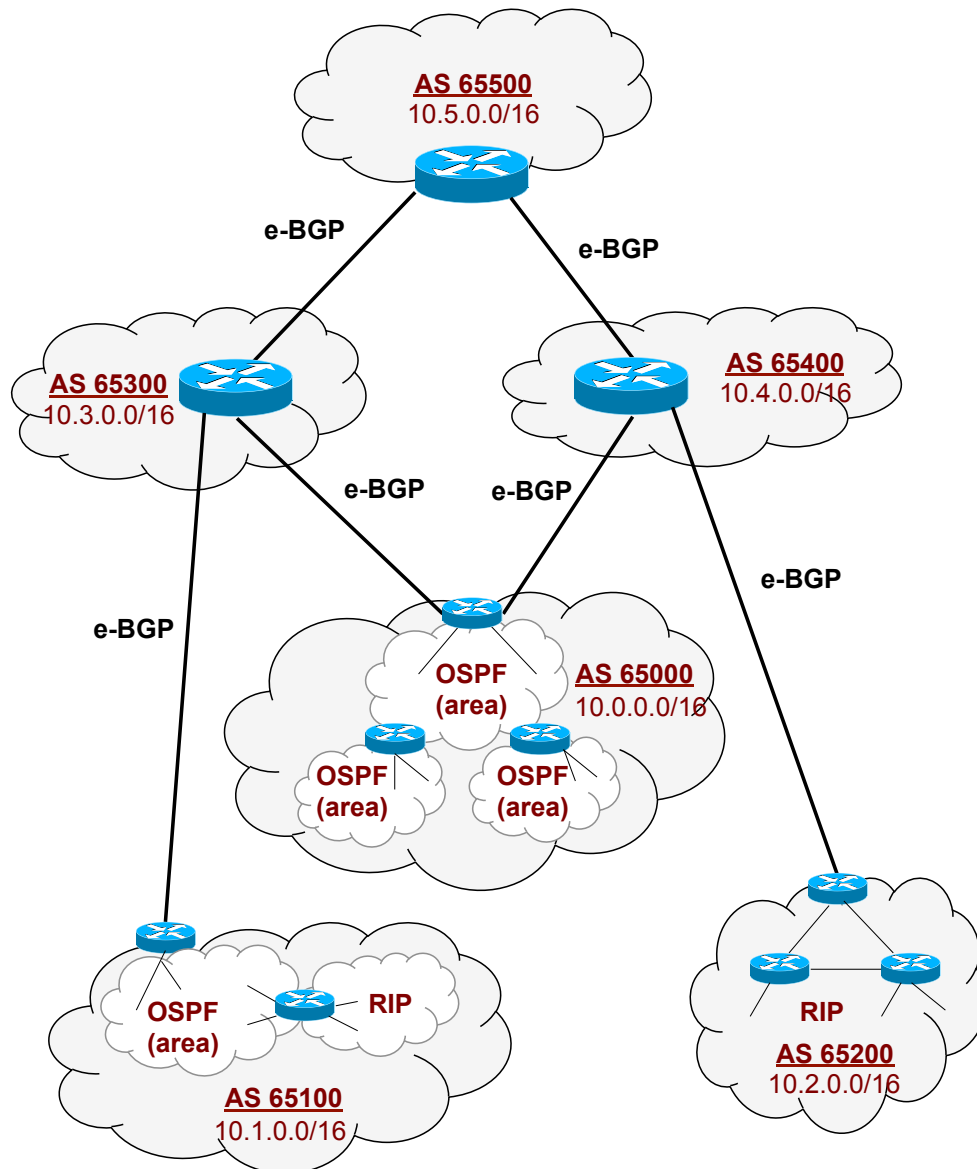 AS 65500
10.5.0.0/16
e-BGP
e-BGP
AS 65300
10.3.0.0/16
AS 65400
10.4.0.0/16
e-BGP
e-BGP
e-BGP
e-BGP
OSPF
(area)
AS 65000
10.0.0.0/16
OSPF
(area)
OSPF
(area)
OSPF
(area)
RIP
AS 65100
10.1.0.0/16
RIP
AS 65200
10.2.0.0/16